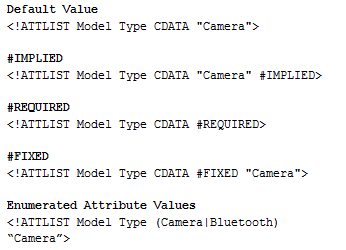 Default Value
<!ATTLIST Model Type CDATA "Camera">
#IMPLIED
<!ATTLIST Model Type CDATA "Camera" #IMPLIED>
#REQUIRED
<!ATTLIST Model Type CDATA #REQUIRED>
#FIXED
<!ATTLIST Model Type CDATA #FIXED "Camera">
Enumerated Attribute Values
<!ATTLIST Model Type (Camera|Bluetooth)
“Camera”>